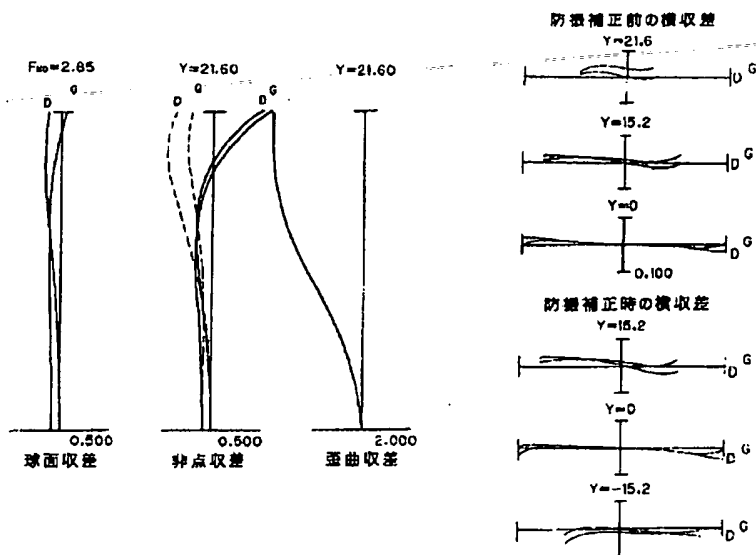 FNO=2.85
D G
0.500
球面収差
Y=21.60
D G
0.500
非点収差
Y=21.60
D G
2.000
歪曲収差
防振補正前の横収差
Y=21.6
D G
Y=15.2
D G
Y=0
D G
0.100
防振補正時の横収差
Y=15.2
D G
Y=0
D G
Y=-15.2
D G